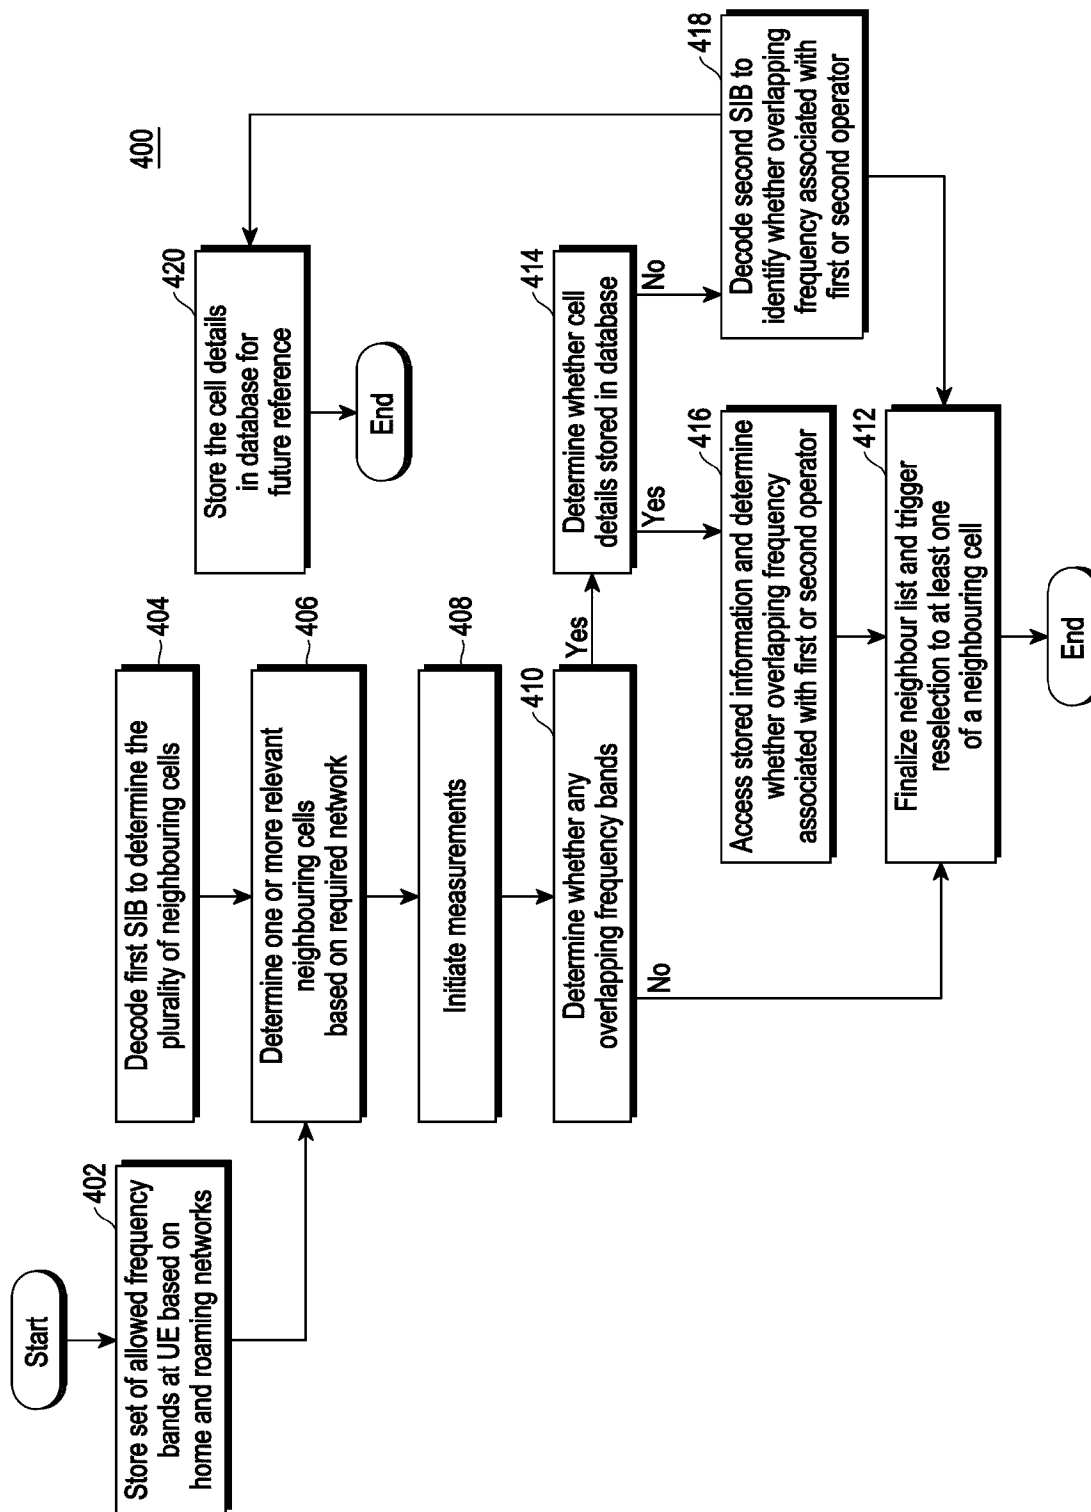 400
Start
402
Store set of allowed frequency
bands at UE based on
home and roaming networks
404
Decode first SIB to determine the
plurality of neighbouring cells
406
Determine one or more relevant
neighbouring cells
based on required network
408
Initiate measurements
410
Determine whether any
overlapping frequency bands
Yes
No
414
Determine whether cell
details stored in database
Yes
No
416
Access stored information and determine
whether overlapping frequency
associated with first or second operator
418
Decode second SIB to
identify whether overlapping
frequency associated with
first or second operator
420
Store the cell details
in database for
future reference
End
412
Finalize neighbour list and trigger
reselection to at least one
of a neighbouring cell
End